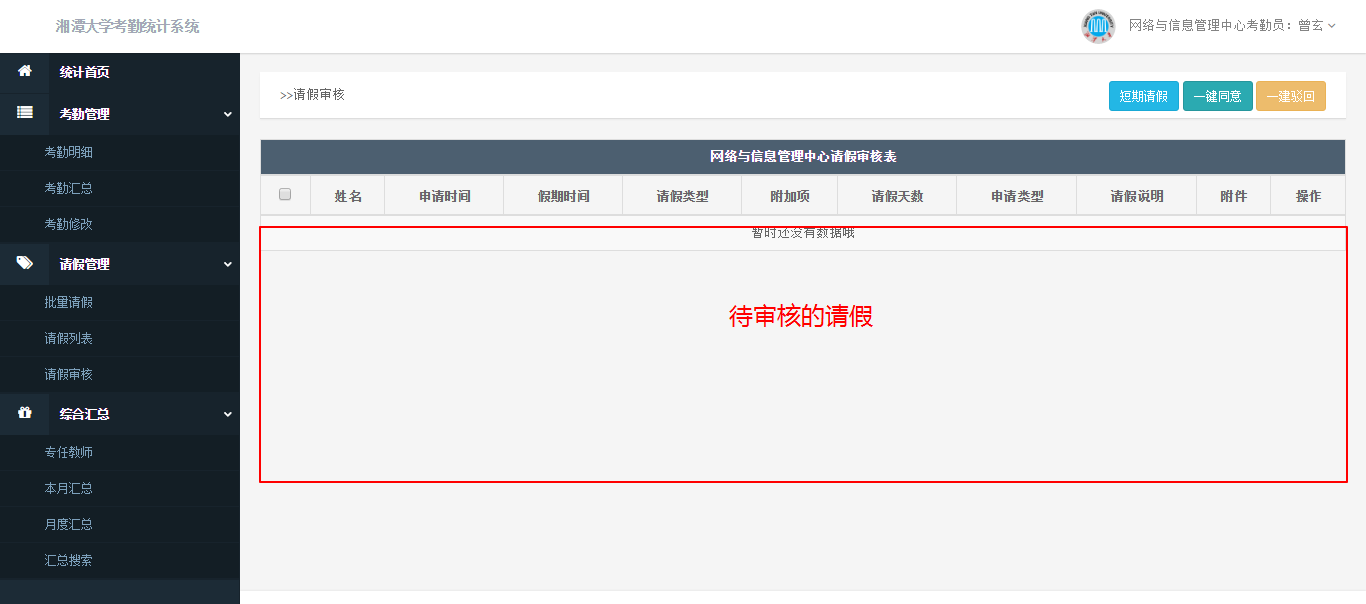 湘潭大学考勤统计系统
网络与信息管理中心考勤员：曾玄
统计首页
考勤管理
考勤明细
考勤汇总
考勤修改
请假管理
批量请假
请假列表
请假审核
综合汇总
专任教师
本月汇总
月度汇总
汇总搜索
>>请假审核
短期请假 一键同意 一建驳回
网络与信息管理中心请假审核表
姓名 申请时间 假期时间 请假类型 附加项 请假天数 申请类型 请假说明 附件 操作
暂时还没有数据哦
待审核的请假